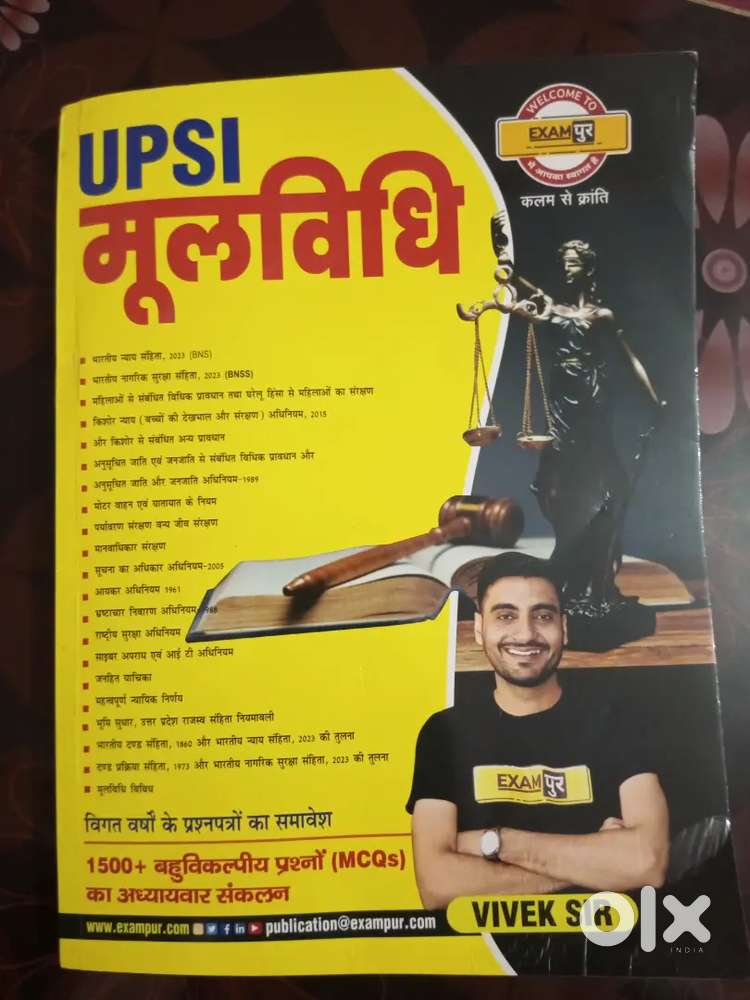 UPSI
मूलविधि
WELCOME TO
EXAMपुर
में आपका स्वागत है
कलम से क्रांति
भारतीय न्याय संहिता, 2023 (BNS)
भारतीय नागरिक सुरक्षा संहिता, 2023 (BNSS)
महिलाओं से संबंधित विधिक प्रावधान तथा घरेलू हिंसा से महिलाओं का संरक्षण
किशोर न्याय (बच्चों की देखभाल और संरक्षण) अधिनियम, 2015
और किशोर से संबंधित अन्य प्रावधान
अनुसूचित जाति एवं जनजाति से संबंधित विधिक प्रावधान और
अनुसूचित जाति और जनजाति अधिनियम-1989
मोटर वाहन एवं यातायात के नियम
पर्यावरण संरक्षण वन्य जीव संरक्षण
मानवाधिकार संरक्षण
सूचना का अधिकार अधिनियम-2005
आयकर अधिनियम 1961
भ्रष्टाचार निवारण अधिनियम-1988
राष्ट्रीय सुरक्षा अधिनियम
साइबर अपराध एवं आई टी अधिनियम
जनहित याचिका
महत्वपूर्ण न्यायिक निर्णय
भूमि सुधार, उत्तर प्रदेश राजस्व संहिता नियमावली
भारतीय दण्ड संहिता, 1860 और भारतीय न्याय संहिता, 2023 की तुलना
दण्ड प्रक्रिया संहिता, 1973 और भारतीय नागरिक सुरक्षा संहिता, 2023 की तुलना
मूलविधि विविध
EXAMपुर
विगत वर्षों के प्रश्नपत्रों का समावेश
1500+ बहुविकल्पीय प्रश्नों (MCQs)
का अध्यायवार संकलन
www.exampur.com publication@exampur.com
VIVEK SIR
olx
INDIA